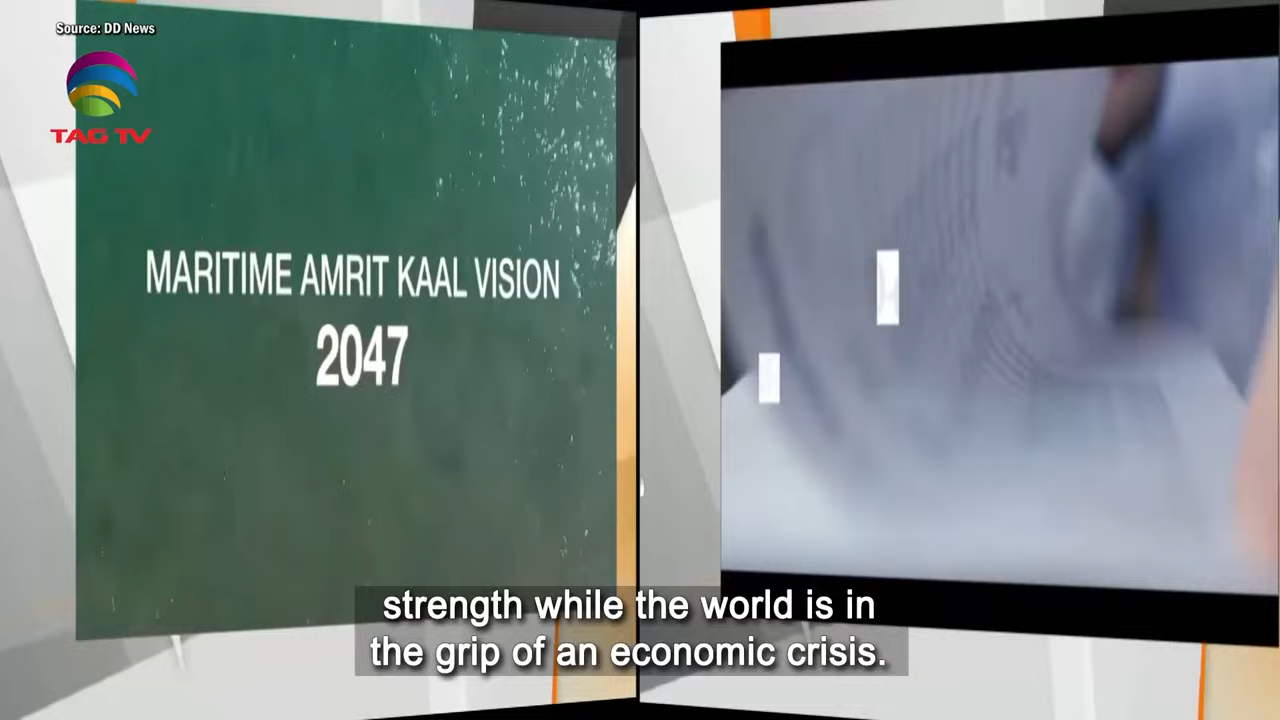 Source: DD News
TAG TV
MARITIME AMRIT KAAL VISION
2047
strength while the world is in
the grip of an economic crisis.